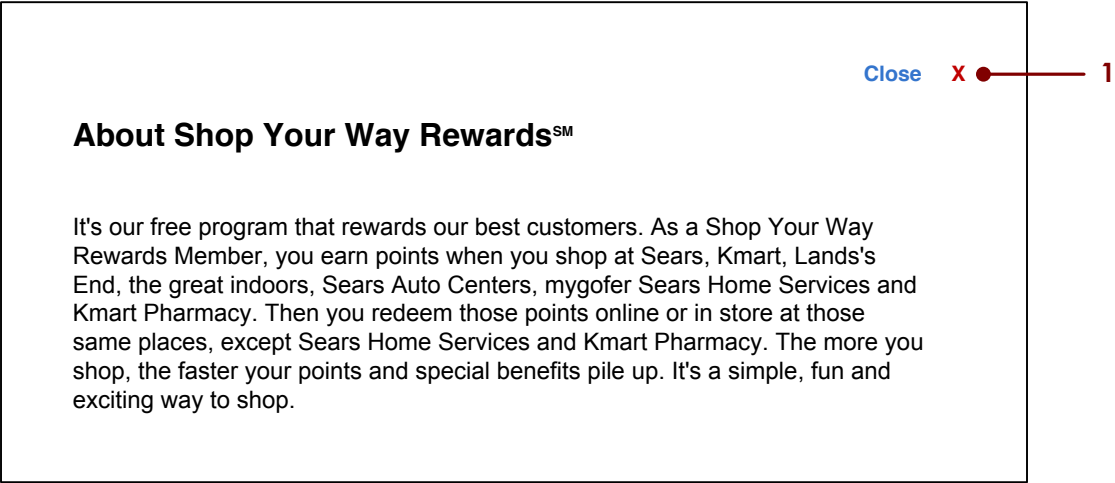 Close X 1
About Shop Your Way Rewards℠
It's our free program that rewards our best customers. As a Shop Your Way
Rewards Member, you earn points when you shop at Sears, Kmart, Lands's
End, the great indoors, Sears Auto Centers, mygofer Sears Home Services and
Kmart Pharmacy. Then you redeem those points online or in store at those
same places, except Sears Home Services and Kmart Pharmacy. The more you
shop, the faster your points and special benefits pile up. It's a simple, fun and
exciting way to shop.